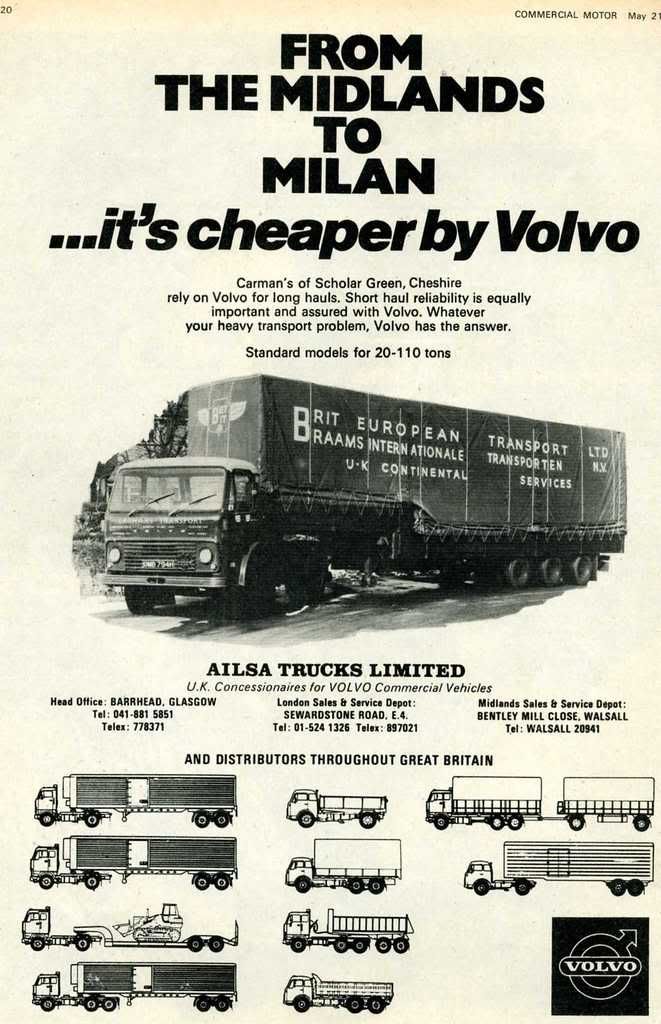 20
COMMERCIAL MOTOR May 21
FROM
THE MIDLANDS
TO
MILAN
...it's cheaper by Volvo
Carman's of Scholar Green, Cheshire
rely on Volvo for long hauls. Short haul reliability is equally
important and assured with Volvo. Whatever
your heavy transport problem, Volvo has the answer.
Standard models for 20-110 tons
BRIT
BRIT EUROPEAN TRANSPORT LTD
BRAAMS INTERNATIONALE TRANSPORTEN N.V.
U·K CONTINENTAL SERVICES
CARMANS TRANSPORT
AILSA TRUCKS LIMITED
U.K. Concessionaires for VOLVO Commercial Vehicles
Head Office: BARRHEAD, GLASGOW
Tel: 041-881 5851
Telex: 778371
London Sales & Service Depot:
SEWARDSTONE ROAD, E.4.
Tel: 01-524 1326 Telex: 897021
Midlands Sales & Service Depot:
BENTLEY MILL CLOSE, WALSALL
Tel: WALSALL 20941
AND DISTRIBUTORS THROUGHOUT GREAT BRITAIN
VOLVO